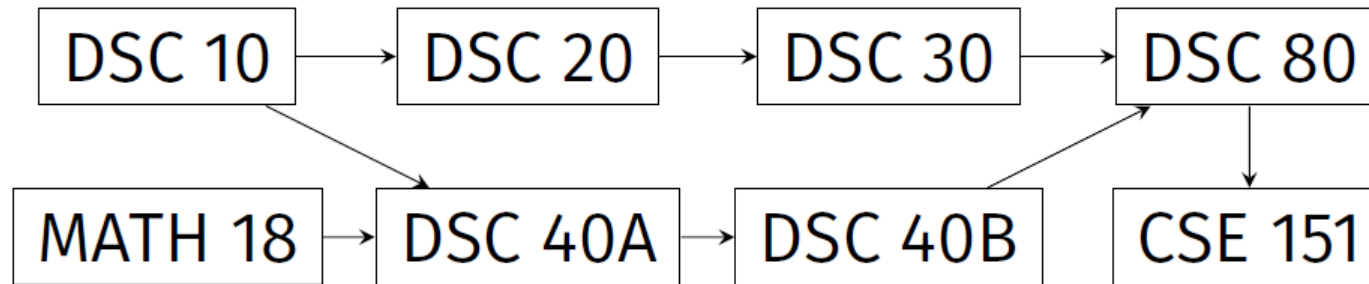 DSC 10 DSC 20 DSC 30 DSC 80
MATH 18 DSC 40A DSC 40B CSE 151